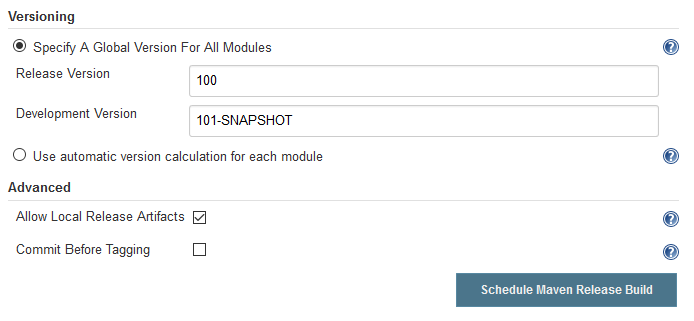 Versioning
Specify A Global Version For All Modules
Release Version 100
Development Version 101-SNAPSHOT
Use automatic version calculation for each module
Advanced
Allow Local Release Artifacts
Commit Before Tagging
Schedule Maven Release Build